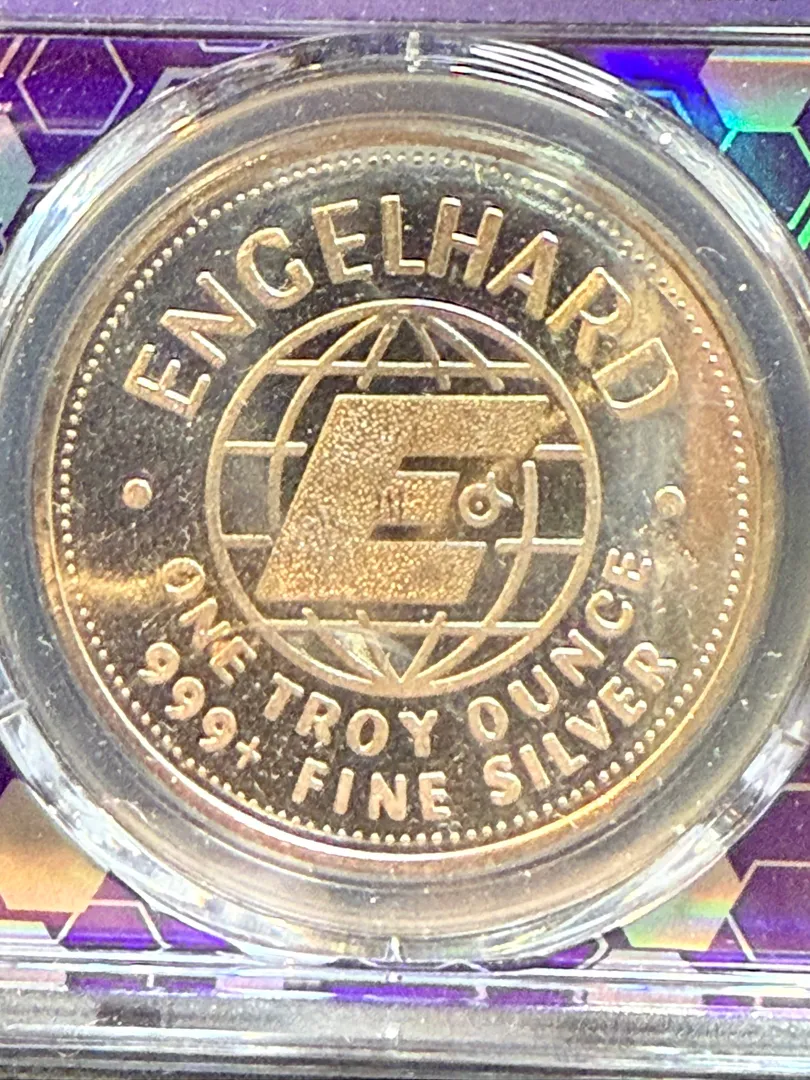 ENGELHARD
E
ONE TROY OUNCE
999+ FINE SILVER